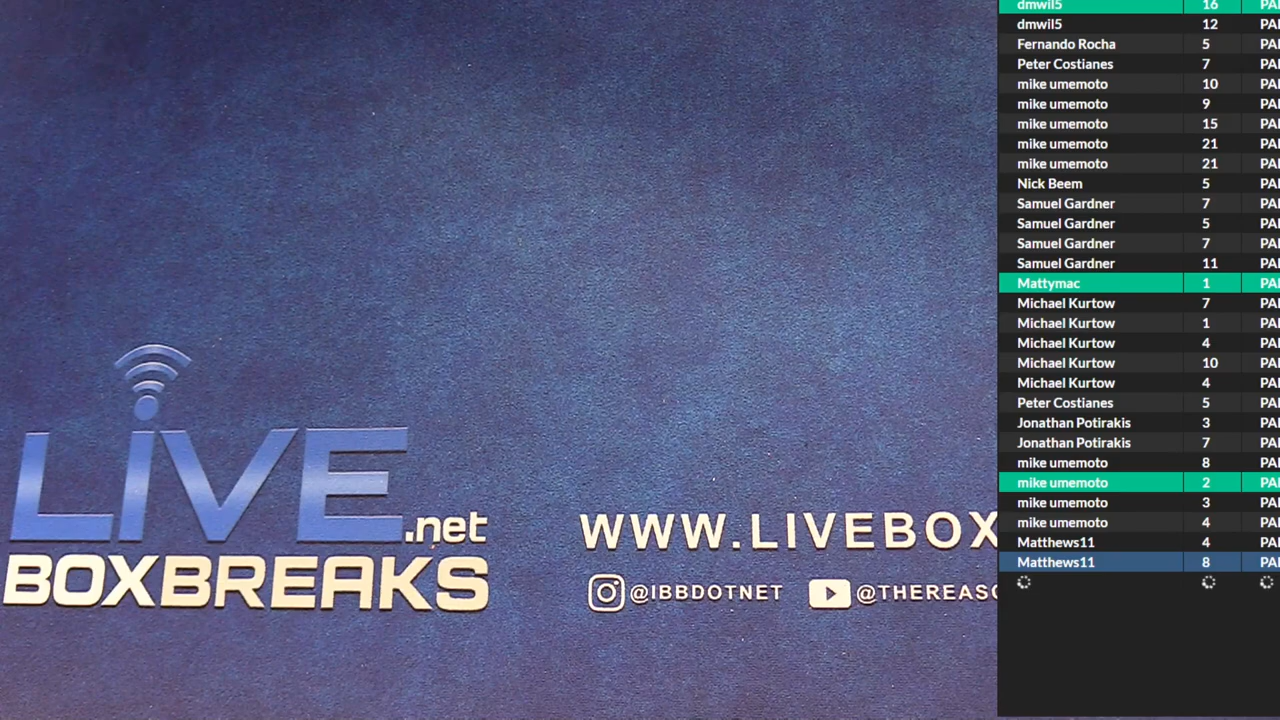 dmwil5 16
dmwil5 12
Fernando Rocha 5
Peter Costianes 7
mike umemoto 10
mike umemoto 9
mike umemoto 15
mike umemoto 21
mike umemoto 21
Nick Beem 5
Samuel Gardner 7
Samuel Gardner 5
Samuel Gardner 7
Samuel Gardner 11
Mattymac 1
Michael Kurtow 7
Michael Kurtow 1
Michael Kurtow 4
Michael Kurtow 10
Michael Kurtow 4
Peter Costianes 5
Jonathan Potirakis 3
Jonathan Potirakis 7
mike umemoto 8
mike umemoto 2
mike umemoto 3
mike umemoto 4
Matthews11 4
Matthews11 8
LIVE.net
BOXBREAKS
WWW.LIVEBOX
@IBBDOTNET @THEREASO